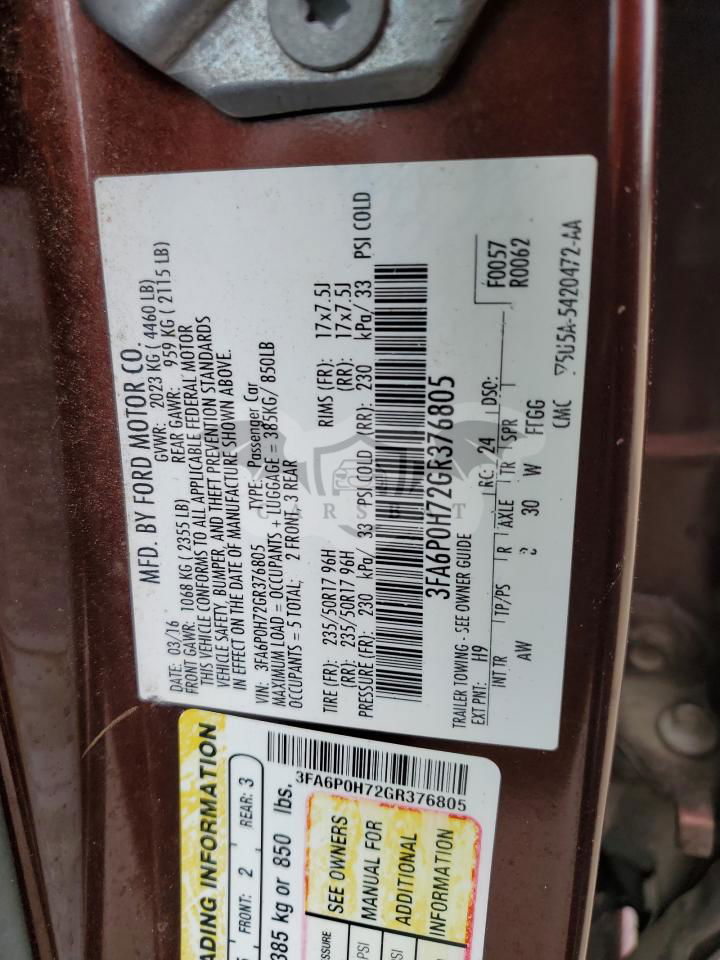 MFD. BY FORD MOTOR CO.
DATE: 03/16 GVWR: 2023 KG ( 4460 LB)
FRONT GAWR: 1068 KG ( 2355 LB) REAR GAWR: 959 KG ( 2115 LB)
THIS VEHICLE CONFORMS TO ALL APPLICABLE FEDERAL MOTOR
VEHICLE SAFETY, BUMPER, AND THEFT PREVENTION STANDARDS
IN EFFECT ON THE DATE OF MANUFACTURE SHOWN ABOVE.
VIN: 3FA6P0H72GR376805 TYPE: Passenger Car
MAXIMUM LOAD = OCCUPANTS + LUGGAGE = 385KG/ 850LB
OCCUPANTS = 5 TOTAL; 2 FRONT, 3 REAR
TIRE (FR): 235/50R17 96H RIMS (FR): 17x7.5J
(RR): 235/50R17 96H (RR): 17x7.5J
PRESSURE (FR): 230 kPa/ 33 PSI COLD (RR): 230 kPa/ 33 PSI COLD
3FA6P0H72GR376805
TRAILER TOWING - SEE OWNER GUIDE
EXT PNT: H9 RC: 24 DSO: F0057
R0062
INT TR TP/PS R AXLE TR SPR
AW 30 W FTGG
CMC 5U5A-5420472-AA
CARSBAT
ADING INFORMATION
FRONT: 2 REAR: 3
385 kg or 850 lbs.
3FA6P0H72GR376805
SEE OWNERS
MANUAL FOR
ADDITIONAL
INFORMATION
SSURE
PSI
SI